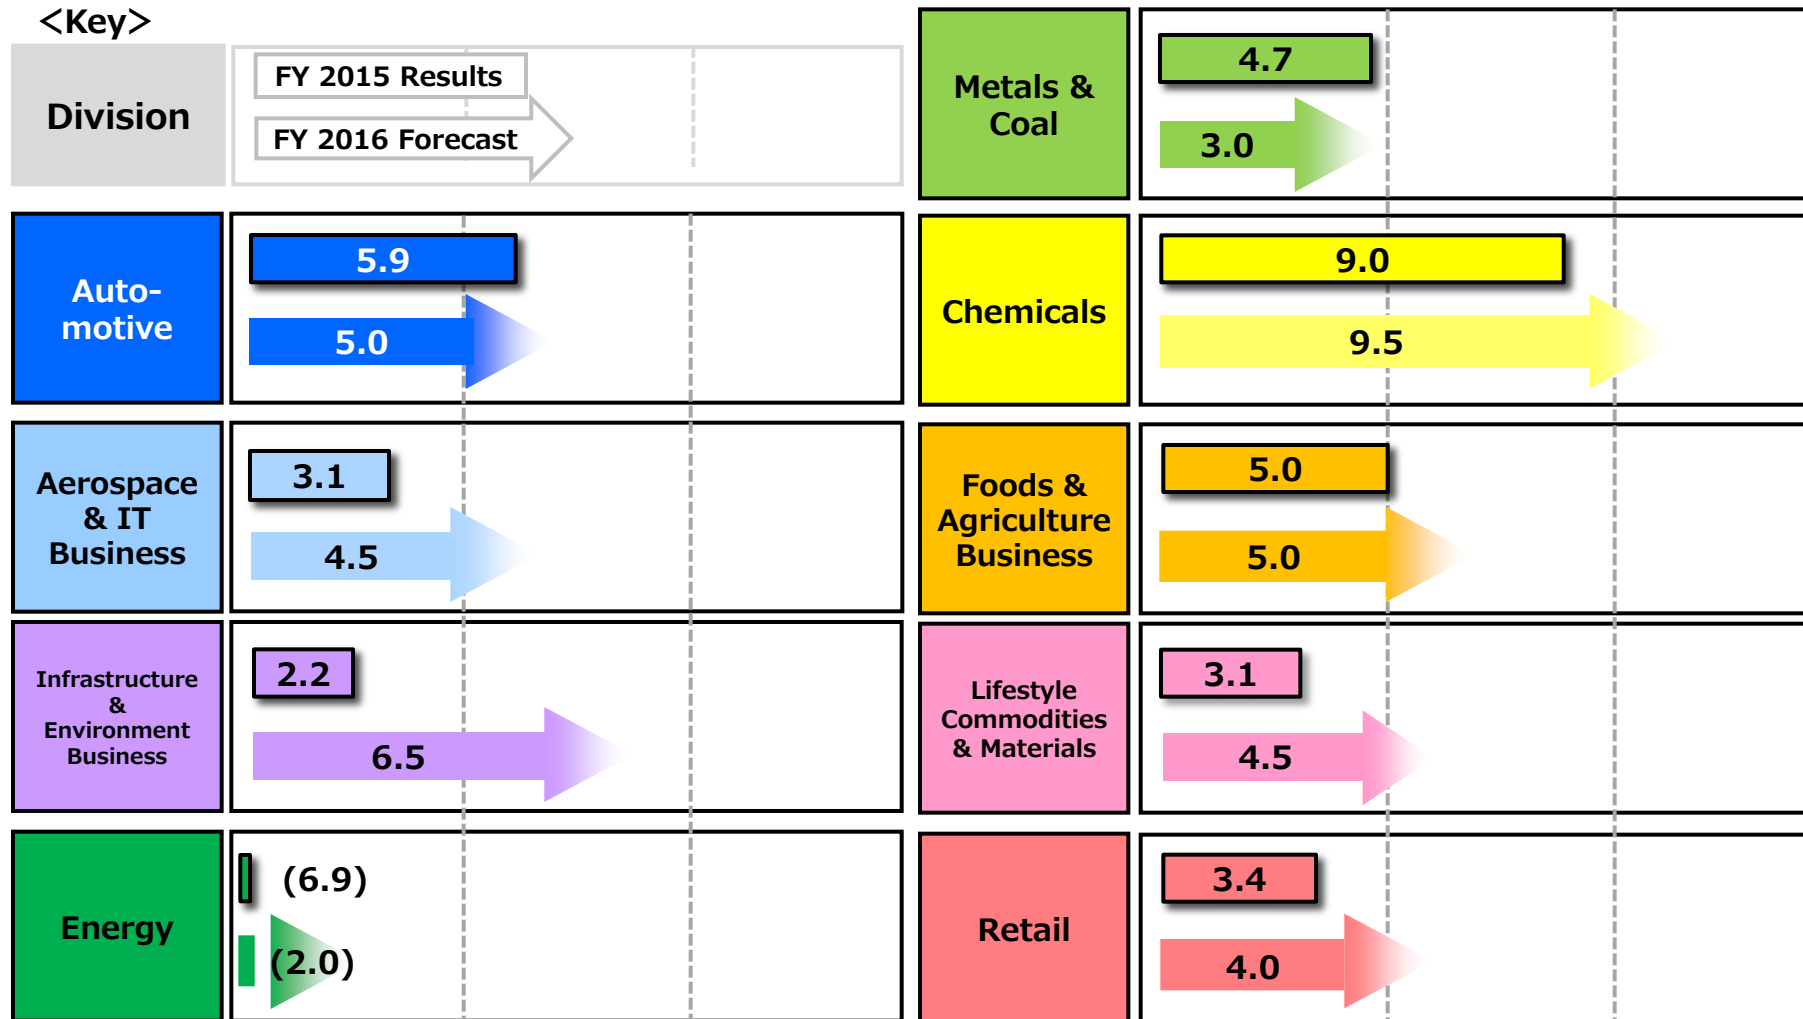 <Key>
Division
FY 2015 Results
FY 2016 Forecast
Auto-
motive
5.9
5.0
Aerospace
& IT
Business
3.1
4.5
Infrastructure
&
Environment
Business
2.2
6.5
Energy
(6.9)
(2.0)
Metals &
Coal
4.7
3.0
Chemicals
9.0
9.5
Foods &
Agriculture
Business
5.0
5.0
Lifestyle
Commodities
& Materials
3.1
4.5
Retail
3.4
4.0